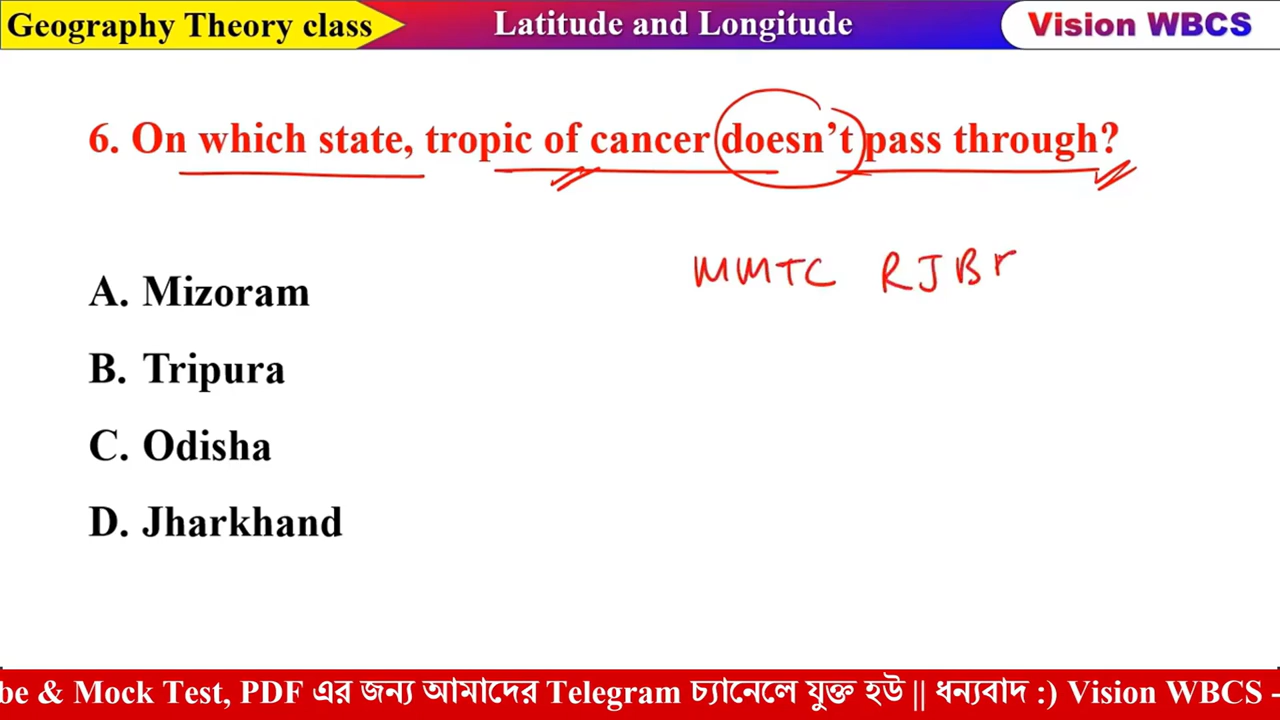 Geography Theory class
Latitude and Longitude
Vision WBCS
6. On which state, tropic of cancer doesn't pass through?
MMTC RJB
A. Mizoram
B. Tripura
C. Odisha
D. Jharkhand
be & Mock Test, PDF এর জন্য আমাদের Telegram চ্যানেলে যুক্ত হউ || ধন্যবাদ :) Vision WBCS -